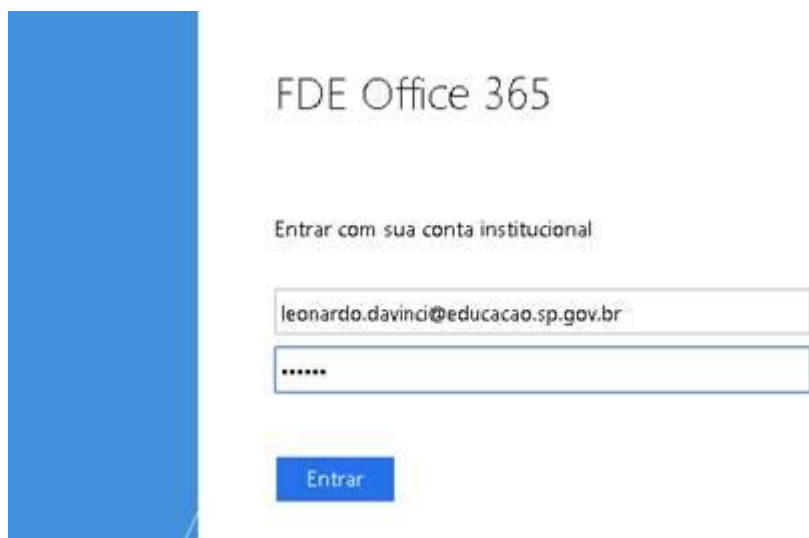 FDE Office 365
Entrar com sua conta institucional
leonardo.davinci@educacao.sp.gov.br
••••••
Entrar